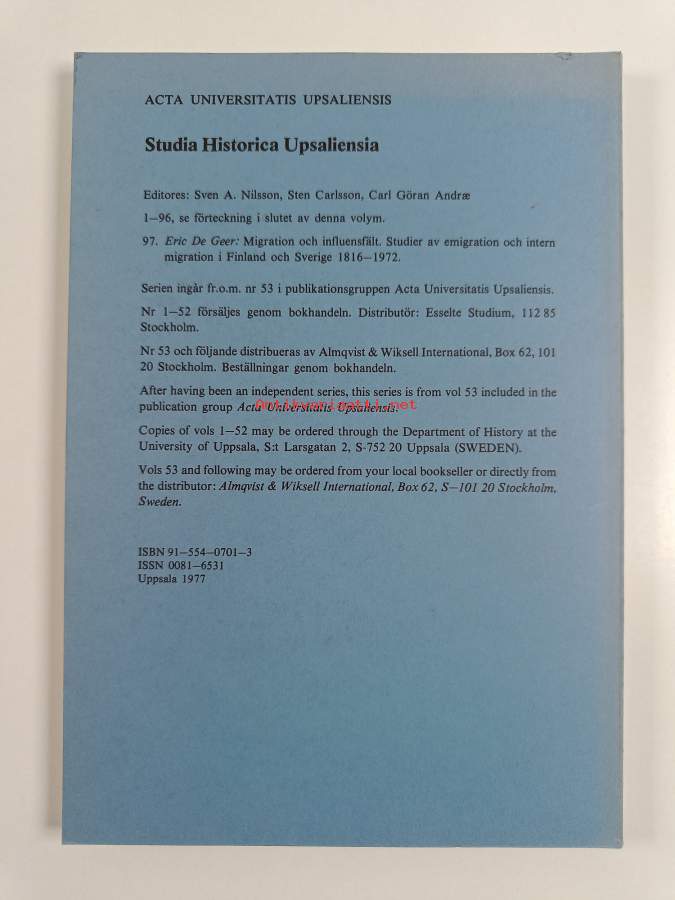 ACTA UNIVERSITATIS UPSALIENSIS
Studia Historica Upsaliensia
Editores: Sven A. Nilsson, Sten Carlsson, Carl Göran Andræ
1—96, se förteckning i slutet av denna volym.
97. Eric De Geer: Migration och influensfält. Studier av emigration och intern
migration i Finland och Sverige 1816—1972.
Serien ingår fr.o.m. nr 53 i publikationsgruppen Acta Universitatis Upsaliensis.
Nr 1—52 försäljes genom bokhandeln. Distributör: Esselte Studium, 112 85
Stockholm.
Nr 53 och följande distribueras av Almqvist & Wiksell International, Box 62, 101
20 Stockholm. Beställningar genom bokhandeln.
After having been an independent series, this series is from vol 53 included in the
publication group Acta Universitatis Upsaliensis.
Antikvariaatti.net
Copies of vols 1—52 may be ordered through the Department of History at the
University of Uppsala, S:t Larsgatan 2, S-752 20 Uppsala (SWEDEN).
Vols 53 and following may be ordered from your local bookseller or directly from
the distributor: Almqvist & Wiksell International, Box 62, S—101 20 Stockholm,
Sweden.
ISBN 91—554—0701—3
ISSN 0081—6531
Uppsala 1977